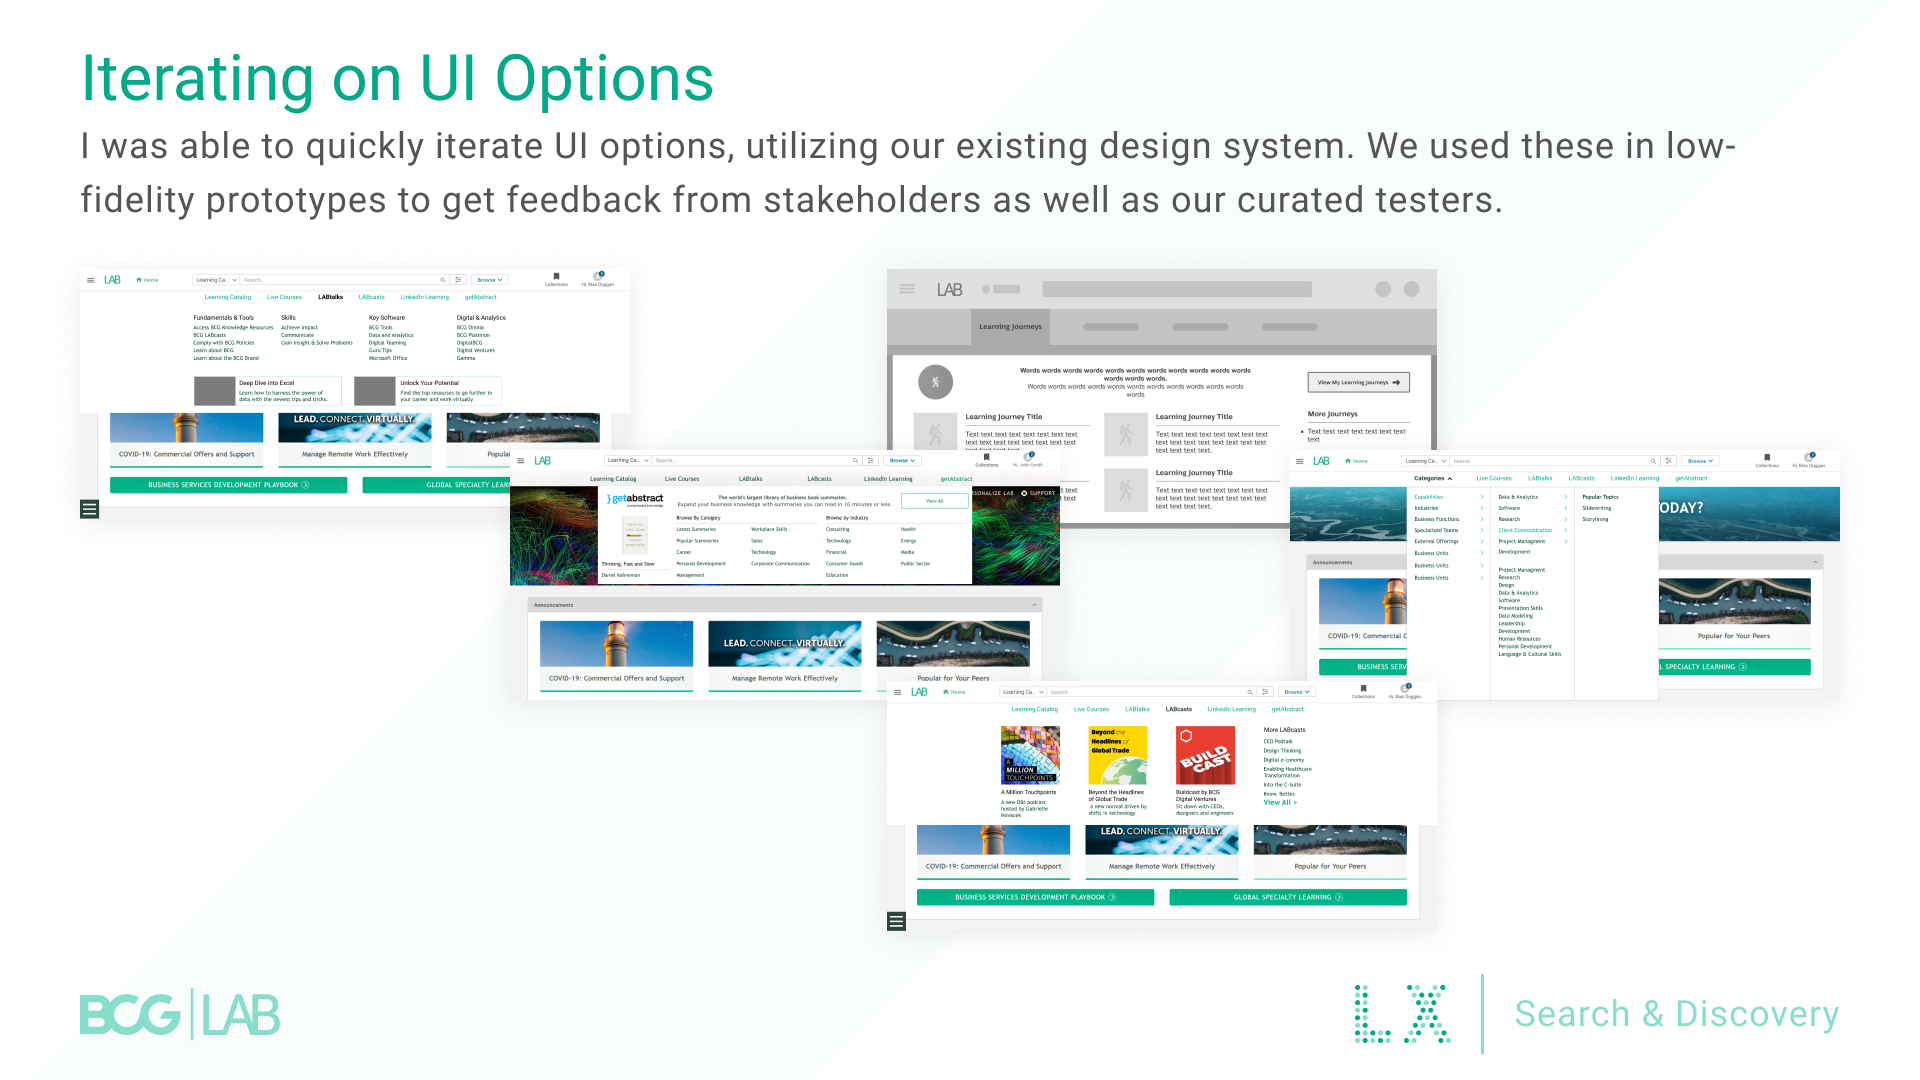 Iterating on UI Options
I was able to quickly iterate UI options, utilizing our existing design system. We used these in low-
fidelity prototypes to get feedback from stakeholders as well as our curated testers.
LAB Home Learning Ca... Search... Browse Collections Hi, Max Duggan
Learning Catalog Live Courses LABtalks LABcasts LinkedIn Learning getAbstract
Fundamentals & Tools
Access BCG Knowledge Resources
BCG LABcasts
Comply with BCG Policies
Learn about BCG
Learn about the BCG Brand
Skills
Achieve Impact
Communicate
Gain Insight & Solve Problems
Key Software
BCG Tools
Data and Analytics
Digital Teaming
Guru Tips
Microsoft Office
Digital & Analytics
BCG Omnia
BCG Platinion
DigitalBCG
Digital Ventures
Gamma
Deep Dive into Excel
Learn how to harness the power of
data with the newest tips and tricks.
Unlock Your Potential
Find the top resources to go further in
your career and work virtually
LEAD. CONNECT. VIRTUALLY.
COVID-19: Commercial Offers and Support
Manage Remote Work Effectively
Popular
BUSINESS SERVICES DEVELOPMENT PLAYBOOK
GLOBAL SPECIALTY LEAR
LAB
Learning Journeys
Words words words words words words words words words words
words words words.
Words words words words words words words words words
words
View My Learning Journeys
Learning Journey Title
Text text text text text text text text
text text text text text text text
text text text text
Learning Journey Title
Text text text text text text text text
text text text text text text text
text text text text.
More Journeys
• Text text text text text text text
text
Learning Journey Title
Text text text text text text text text
text text text text text text text
text text text text.
LAB Learning Ca... Search... Browse Collections Hi, John Smith
Learning Catalog Live Courses LABtalks LABcasts LinkedIn Learning getAbstract
RSONALIZE LAB SUPPORT
getabstract
compressed knowledge
The world's largest library of business book summaries.
Expand your business knowledge with summaries you can read in 10 minutes or less.
View All
Thinking, Fast and Slow
Daniel Kahneman
Browse By Category
Latest Summaries
Popular Summaries
Career
Personal Development
Management
Workplace Skills
Sales
Technology
Corporate Communication
Browse by Industry
Consulting
Technology
Financial
Consumer Goods
Education
Health
Energy
Media
Public Sector
Announcements
LEAD. CONNECT. VIRTUALLY.
COVID-19: Commercial Offers and Support
Manage Remote Work Effectively
Popular for Your Peers
LAB Home Learning Ca... Search... Browse Collections Hi, Max Duggan
Categories Live Courses LABtalks LABcasts LinkedIn Learning getAbstract
ODAY?
Capabilities
Industries
Business Functions
Specialized Teams
External Offerings
Business Units
Business Units
Business Units
Data & Analytics
Software
Research
Client Communication
Project Managment
Development
Project Managment
Research
Design
Data & Analytics
Software
Presentation Skills
Data Modeling
Leadership
Development
Human Resources
Personal Development
Language & Cultural Skills
Popular Topics
Slidewriting
Storylining
Announcements
COVID-19: Commercial C
Popular for Your Peers
BUSINESS SERV
L SPECIALTY LEARNING
LAB Home Learning Ca... Search... Browse Collections Hi, Max Duggan
Learning Catalog Live Courses LABtalks LABcasts LinkedIn Learning getAbstract
A
MILLION
TOUCHPOINTS
A Million Touchpoints
A new D&I podcast
hosted by Gabrielle
Novacek
Beyond the
Headlines of
Global Trade
Beyond the Headlines
of Global Trade
a new normal driven by
shifts in technology
BUILD
CAST
Buildcast by BCG
Digital Ventures
Sit down with CEOs,
designers and engineers
More LABcasts
CEO Podtalk
Design Thinking
Digital e-conomy
Enabling Healthcare
Transformation
Into the C-Suite
Know. Better.
View All >
LEAD. CONNECT. VIRTUALLY.
COVID-19: Commercial Offers and Support
Manage Remote Work Effectively
Popular for Your Peers
BUSINESS SERVICES DEVELOPMENT PLAYBOOK
GLOBAL SPECIALTY LEARNING
BCG LAB
LX
Search & Discovery